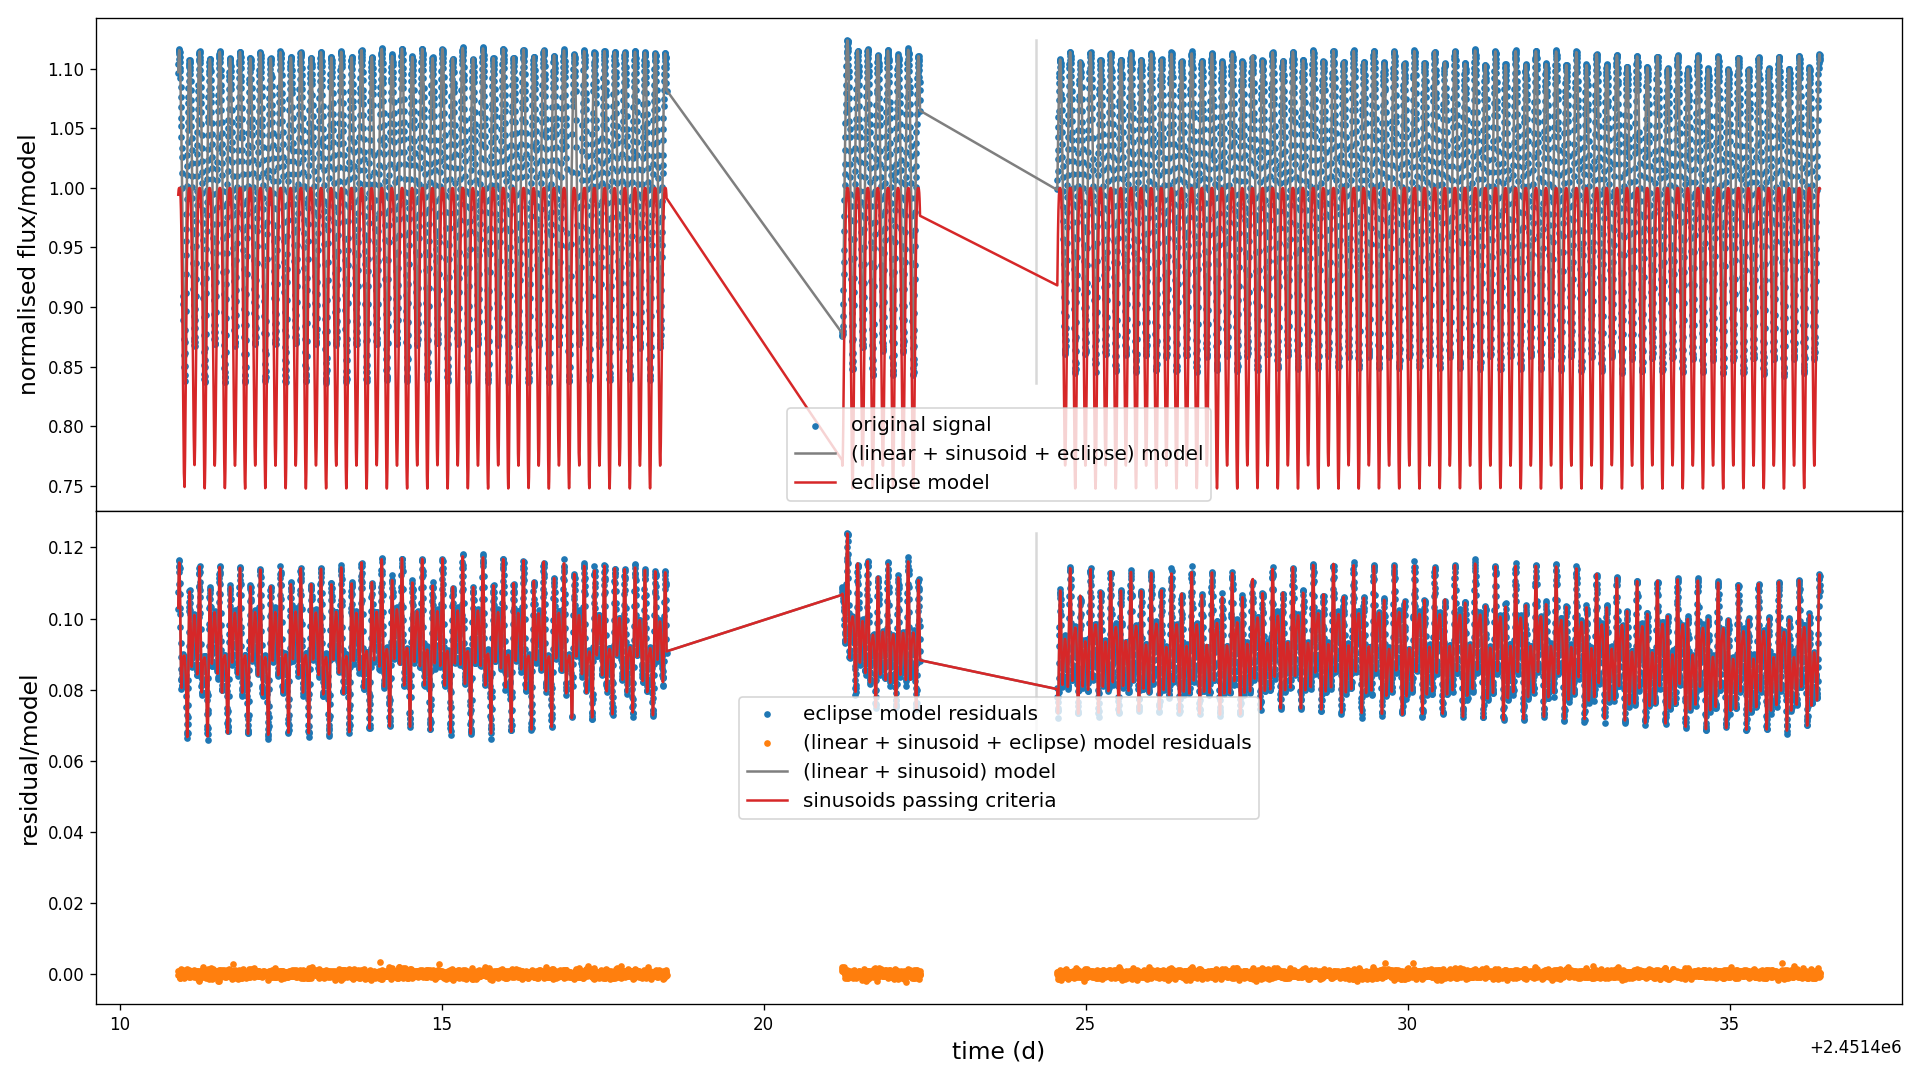 normalised flux/model
1.10
1.05
1.00
0.95
0.90
0.85
0.80
0.75
original signal
(linear + sinusoid + eclipse) model
eclipse model
residual/model
0.12
0.10
0.08
0.06
0.04
0.02
0.00
eclipse model residuals
(linear + sinusoid + eclipse) model residuals
(linear + sinusoid) model
sinusoids passing criteria
10 15 20 25 30 35
time (d)
+2.4514e6